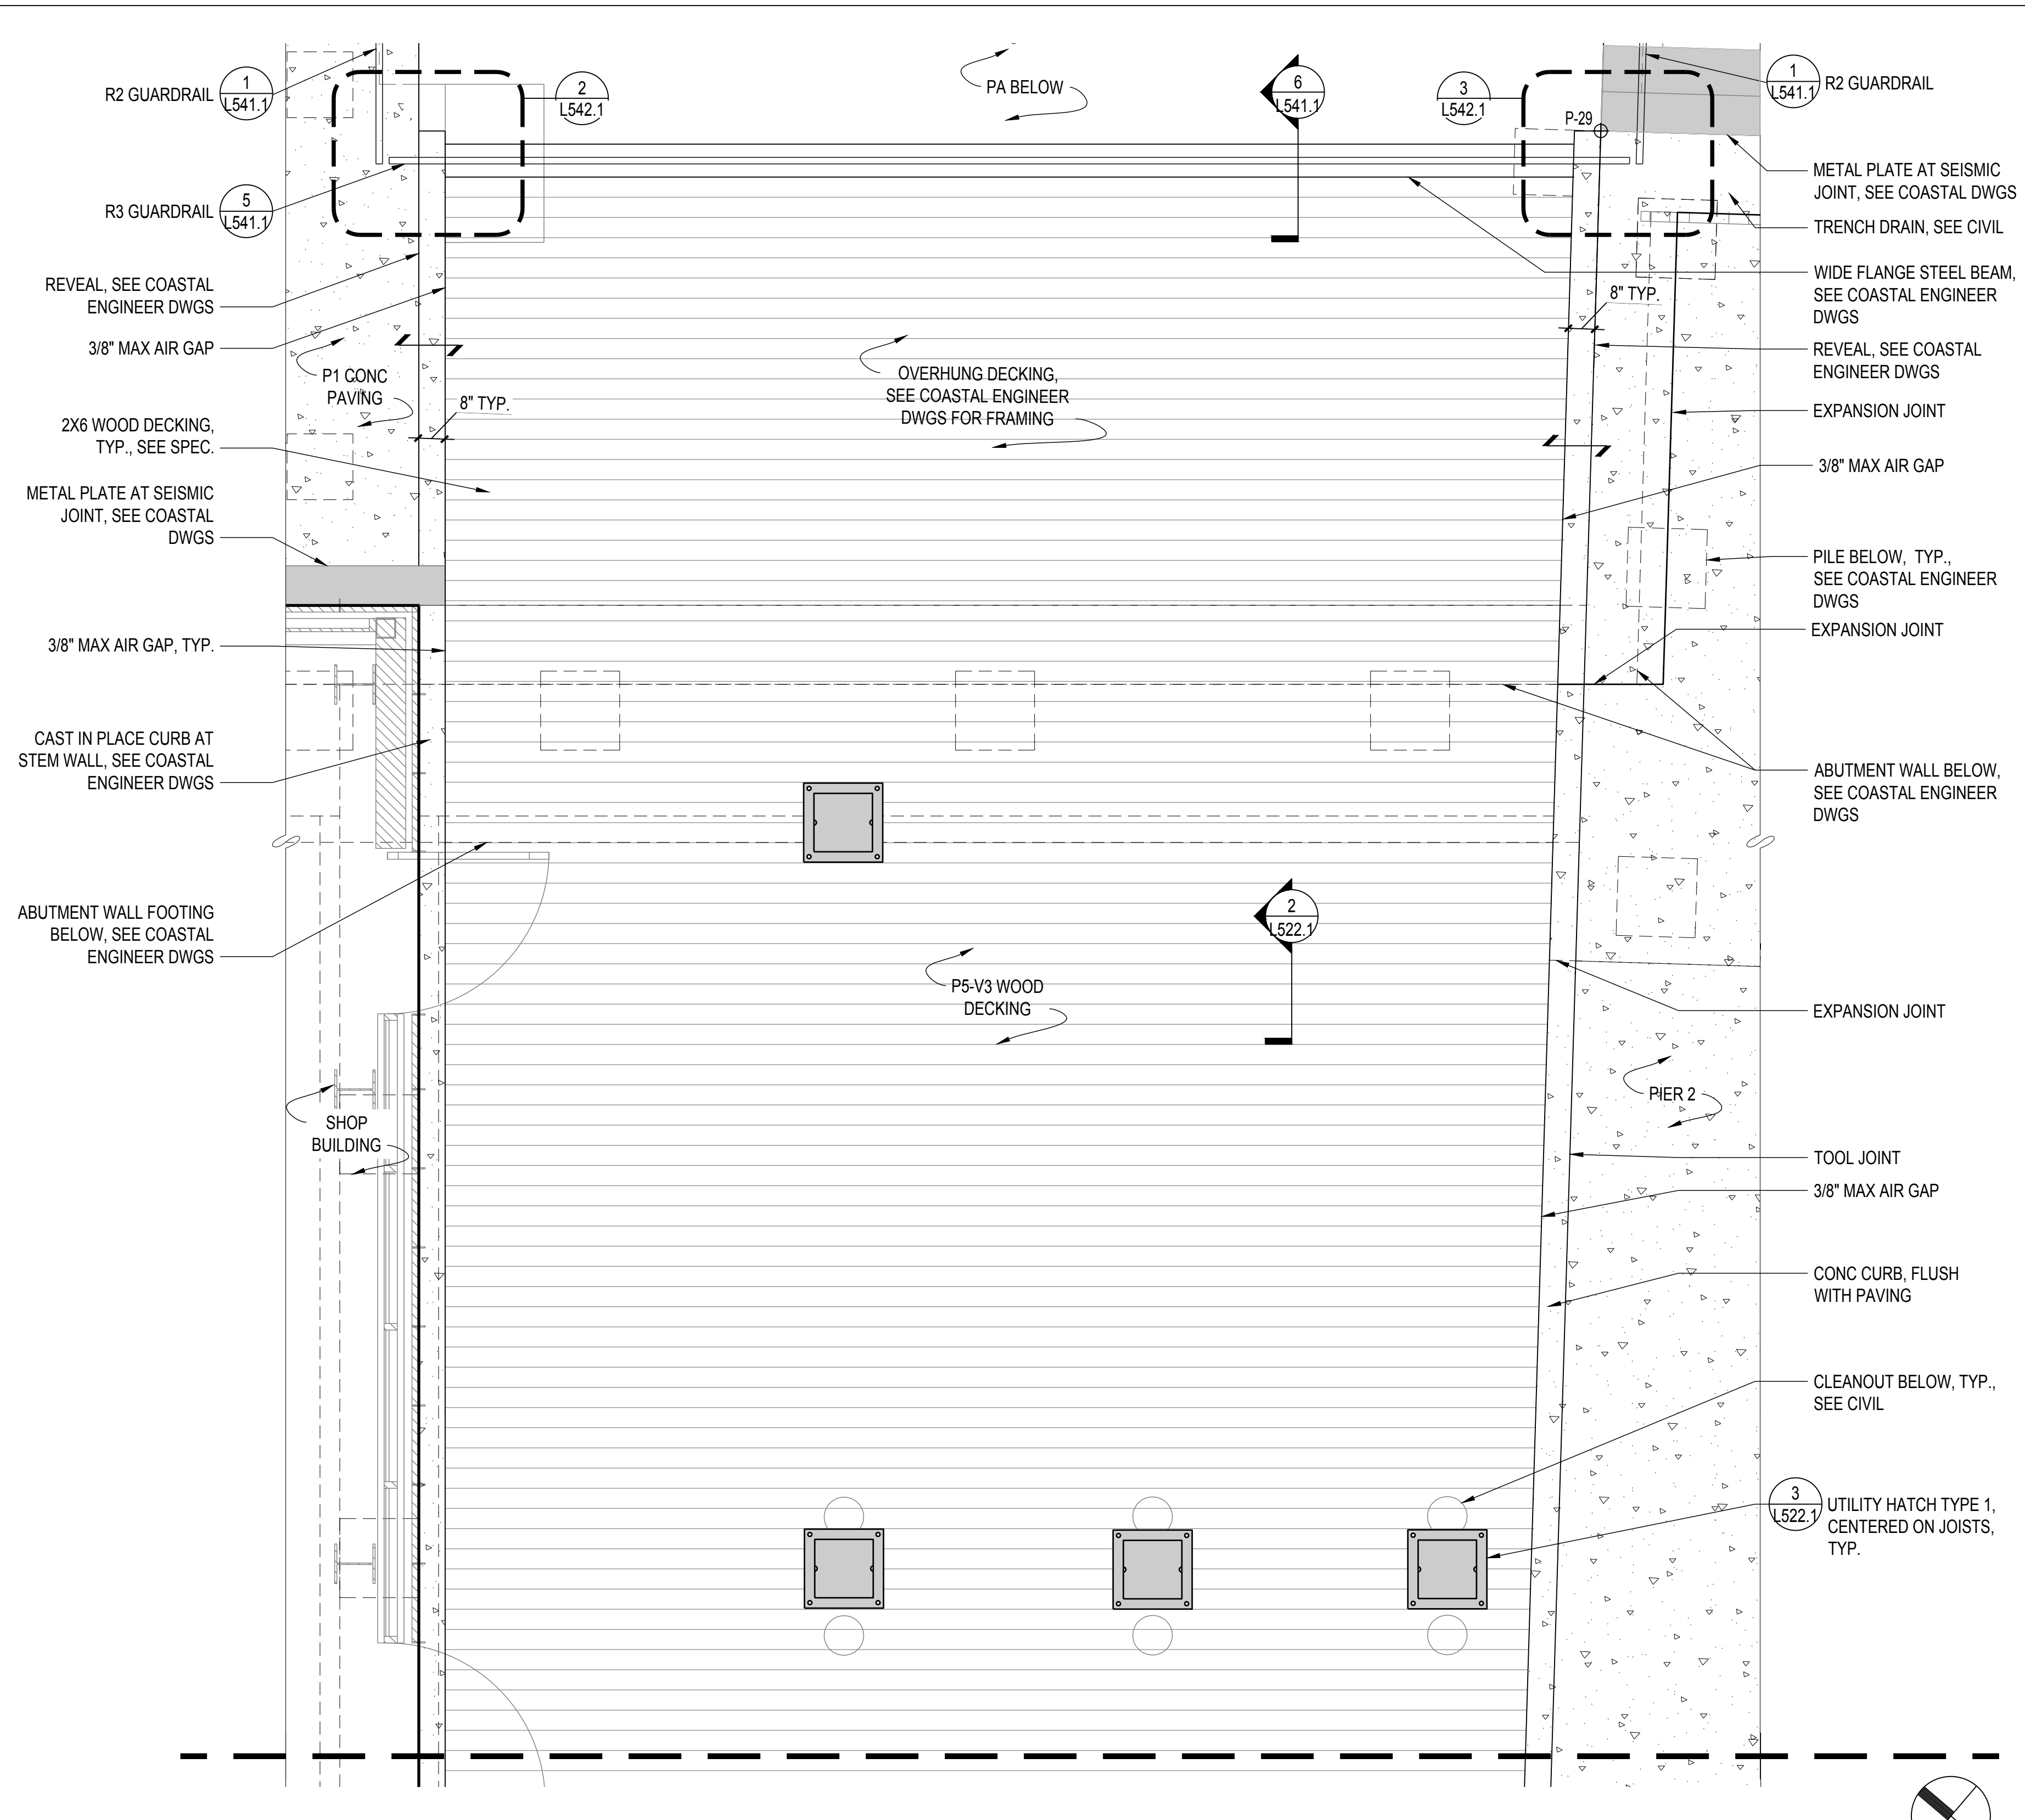 R2 GUARDRAIL
1
L541.1
2
L542.1
PA BELOW
6
L541.1
3
L542.1
P-29
1
L541.1
R2 GUARDRAIL
R3 GUARDRAIL
5
L541.1
REVEAL, SEE COASTAL
ENGINEER DWGS
3/8" MAX AIR GAP
P1 CONC
PAVING
8" TYP.
2X6 WOOD DECKING,
TYP., SEE SPEC.
METAL PLATE AT SEISMIC
JOINT, SEE COASTAL
DWGS
3/8" MAX AIR GAP, TYP.
CAST IN PLACE CURB AT
STEM WALL, SEE COASTAL
ENGINEER DWGS
ABUTMENT WALL FOOTING
BELOW, SEE COASTAL
ENGINEER DWGS
SHOP
BUILDING
OVERHUNG DECKING,
SEE COASTAL ENGINEER
DWGS FOR FRAMING
2
L522.1
P5-V3 WOOD
DECKING
8" TYP.
PIER 2
METAL PLATE AT SEISMIC
JOINT, SEE COASTAL DWGS
TRENCH DRAIN, SEE CIVIL
WIDE FLANGE STEEL BEAM,
SEE COASTAL ENGINEER
DWGS
REVEAL, SEE COASTAL
ENGINEER DWGS
EXPANSION JOINT
3/8" MAX AIR GAP
PILE BELOW, TYP.,
SEE COASTAL ENGINEER
DWGS
EXPANSION JOINT
ABUTMENT WALL BELOW,
SEE COASTAL ENGINEER
DWGS
EXPANSION JOINT
TOOL JOINT
3/8" MAX AIR GAP
CONC CURB, FLUSH
WITH PAVING
CLEANOUT BELOW, TYP.,
SEE CIVIL
3
L522.1
UTILITY HATCH TYPE 1,
CENTERED ON JOISTS,
TYP.